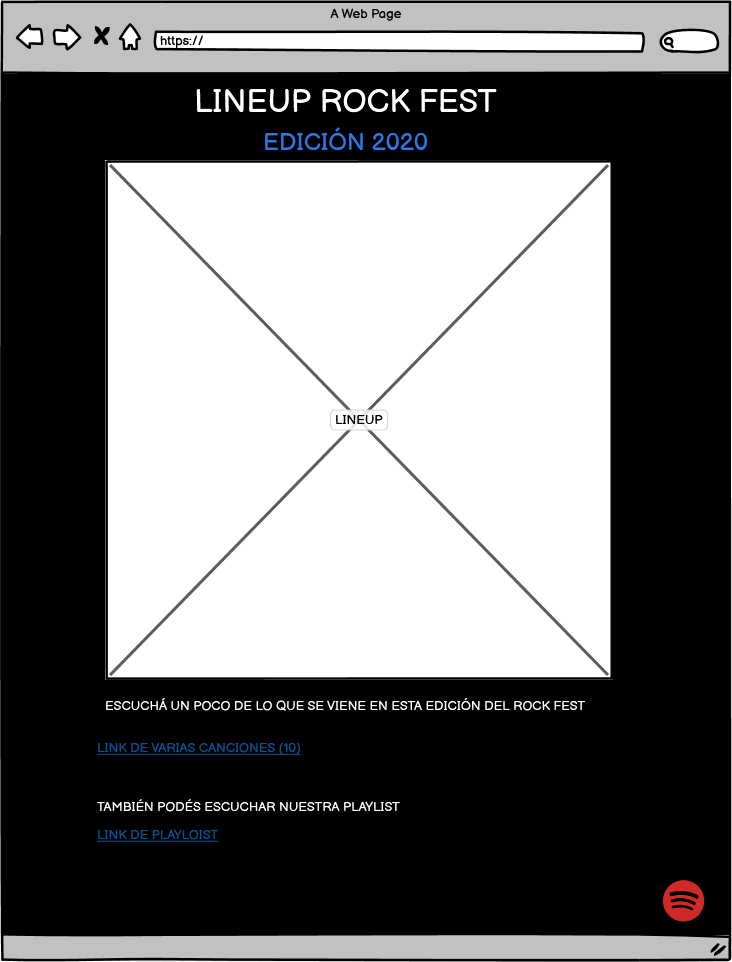 A Web Page
https://
LINEUP ROCK FEST
EDICIÓN 2020
LINEUP
ESCUCHÁ UN POCO DE LO QUE SE VIENE EN ESTA EDICIÓN DEL ROCK FEST
LINK DE VARIAS CANCIONES (10)
TAMBIÉN PODÉS ESCUCHAR NUESTRA PLAYLIST
LINK DE PLAYLOIST